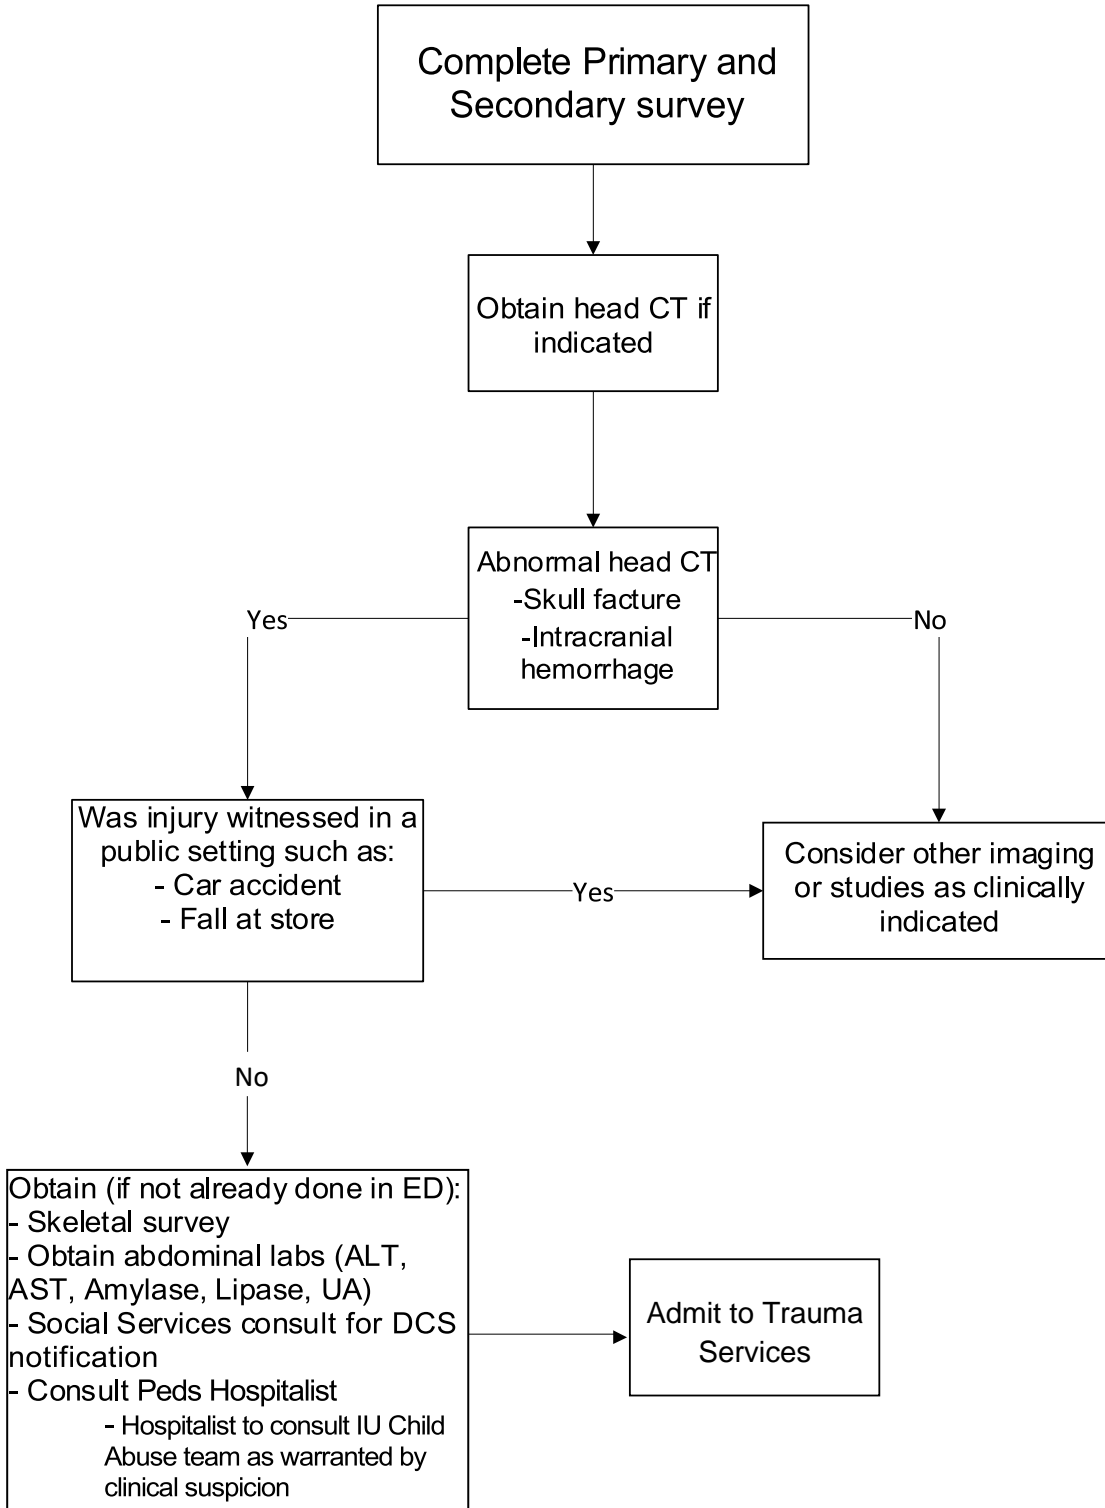 Complete Primary and
Secondary survey
Obtain head CT if
indicated
Abnormal head CT
-Skull facture
-Intracranial
hemorrhage
Yes
No
Was injury witnessed in a
public setting such as:
- Car accident
- Fall at store
Yes
Consider other imaging
or studies as clinically
indicated
No
Obtain (if not already done in ED):
- Skeletal survey
- Obtain abdominal labs (ALT,
AST, Amylase, Lipase, UA)
- Social Services consult for DCS
notification
- Consult Peds Hospitalist
- Hospitalist to consult IU Child
Abuse team as warranted by
clinical suspicion
Admit to Trauma
Services